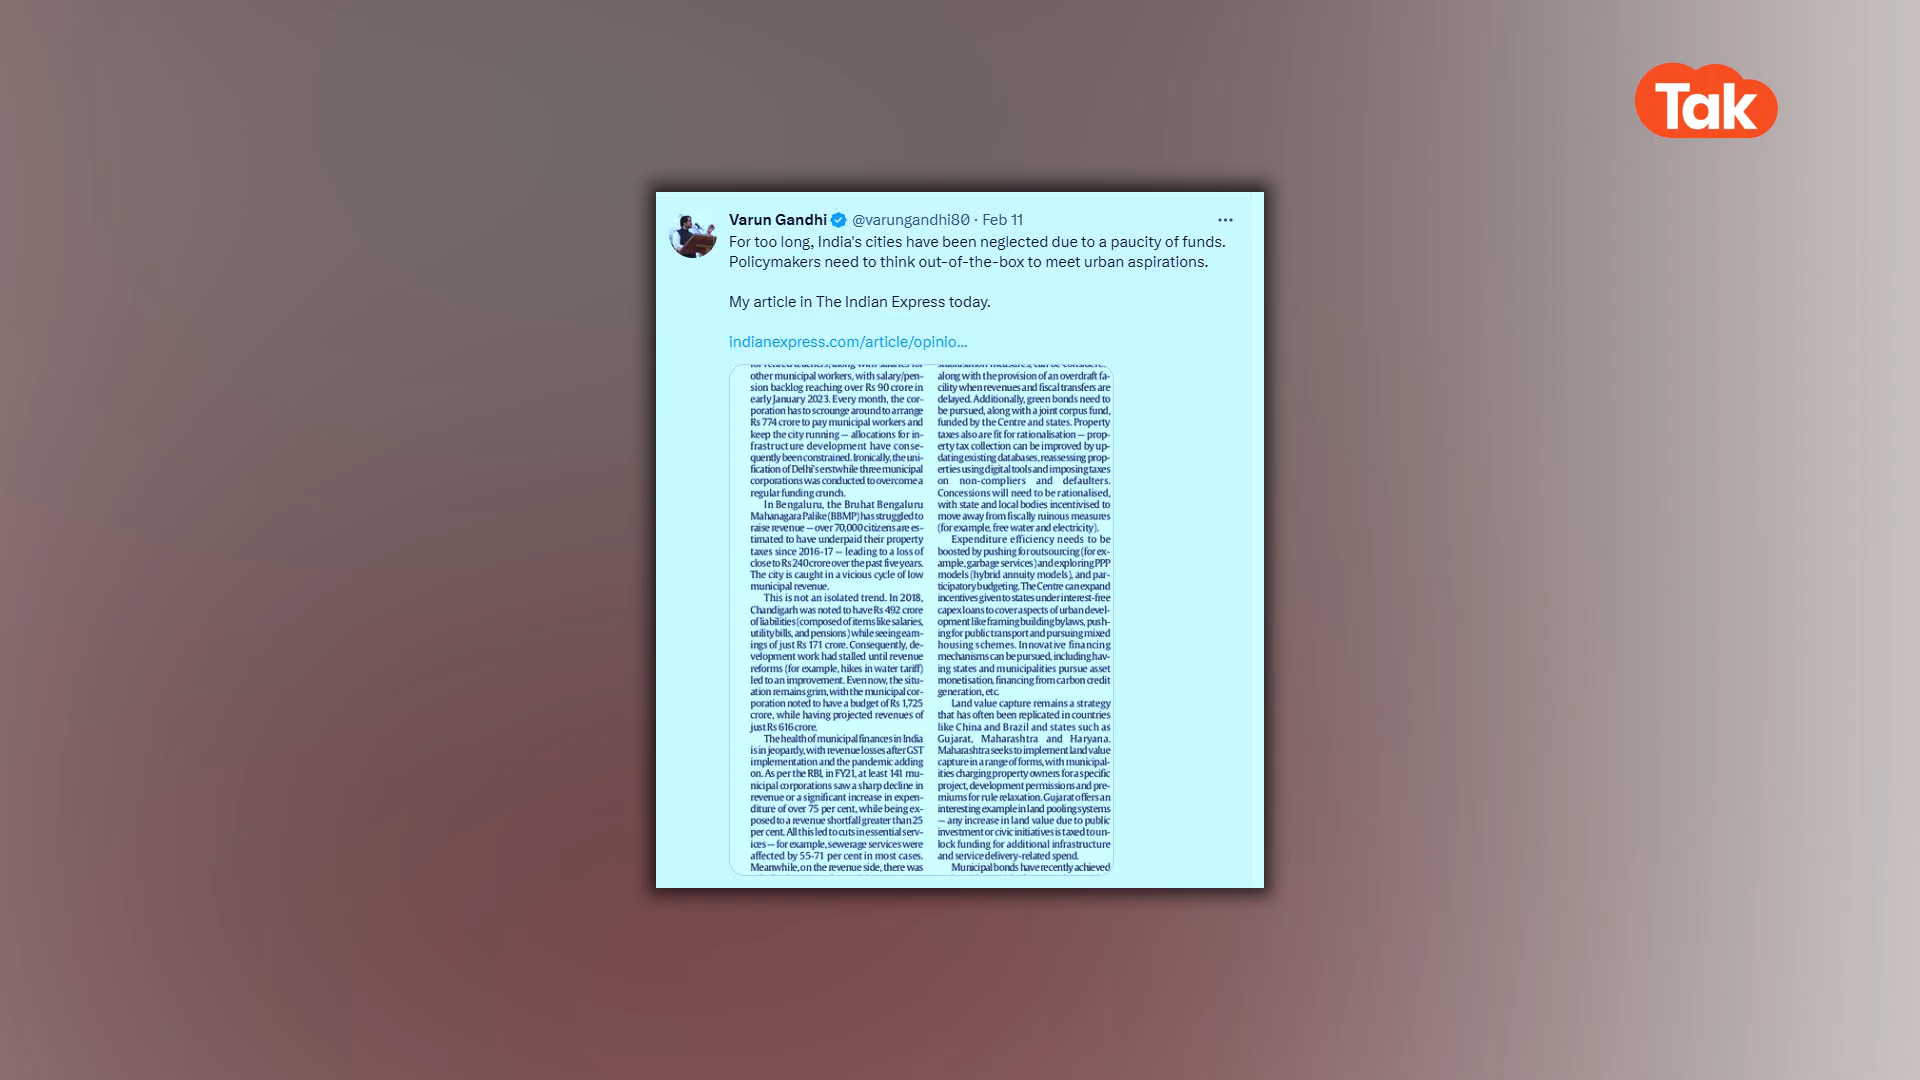 Tak
Varun Gandhi @varungandhi80 · Feb 11
For too long, India's cities have been neglected due to a paucity of funds.
Policymakers need to think out-of-the-box to meet urban aspirations.
My article in The Indian Express today.
indianexpress.com/article/opinio...
for retired teachers, along with salaries for
other municipal workers, with salary/pen-
sion backlog reaching over Rs 90 crore in
early January 2023. Every month, the cor-
poration has to scrounge around to arrange
Rs 774 crore to pay municipal workers and
keep the city running — allocations for in-
frastructure development have conse-
quently been constrained. Ironically, the uni-
fication of Delhi's erstwhile three municipal
corporations was conducted to overcome a
regular funding crunch.
In Bengaluru, the Bruhat Bengaluru
Mahanagara Palike (BBMP) has struggled to
raise revenue — over 70,000 citizens are es-
timated to have underpaid their property
taxes since 2016-17 — leading to a loss of
close to Rs 240 crore over the past five years.
The city is caught in a vicious cycle of low
municipal revenue.
This is not an isolated trend. In 2018,
Chandigarh was noted to have Rs 492 crore
of liabilities (composed of items like salaries,
utility bills, and pensions) while seeing earn-
ings of just Rs 171 crore. Consequently, de-
velopment work had stalled until revenue
reforms (for example, hikes in water tariff)
led to an improvement. Even now, the situ-
ation remains grim, with the municipal cor-
poration noted to have a budget of Rs 1,725
crore, while having projected revenues of
just Rs 616 crore.
The health of municipal finances in India
is in jeopardy, with revenue losses after GST
implementation and the pandemic adding
on. As per the RBI, in FY21, at least 141 mu-
nicipal corporations saw a sharp decline in
revenue or a significant increase in expen-
diture of over 75 per cent, while being ex-
posed to a revenue shortfall greater than 25
per cent. All this led to cuts in essential serv-
ices — for example, sewerage services were
affected by 55-71 per cent in most cases.
Meanwhile, on the revenue side, there was
stabilisation measures, can be considered
along with the provision of an overdraft fa-
cility when revenues and fiscal transfers are
delayed. Additionally, green bonds need to
be pursued, along with a joint corpus fund,
funded by the Centre and states. Property
taxes also are fit for rationalisation — prop-
erty tax collection can be improved by up-
dating existing databases, reassessing prop-
erties using digital tools and imposing taxes
on non-compliers and defaulters.
Concessions will need to be rationalised,
with state and local bodies incentivised to
move away from fiscally ruinous measures
(for example, free water and electricity).
Expenditure efficiency needs to be
boosted by pushing for outsourcing (for ex-
ample, garbage services) and exploring PPP
models (hybrid annuity models), and par-
ticipatory budgeting. The Centre can expand
incentives given to states under interest-free
capex loans to cover aspects of urban devel-
opment like framing building bylaws, push-
ing for public transport and pursuing mixed
housing schemes. Innovative financing
mechanisms can be pursued, including hav-
ing states and municipalities pursue asset
monetisation, financing from carbon credit
generation, etc.
Land value capture remains a strategy
that has often been replicated in countries
like China and Brazil and states such as
Gujarat, Maharashtra and Haryana.
Maharashtra seeks to implement land value
capture in a range of forms, with municipal-
ities charging property owners for a specific
project, development permissions and pre-
miums for rule relaxation. Gujarat offers an
interesting example in land pooling systems
— any increase in land value due to public
investment or civic initiatives is taxed to un-
lock funding for additional infrastructure
and service delivery-related spend.
Municipal bonds have recently achieved